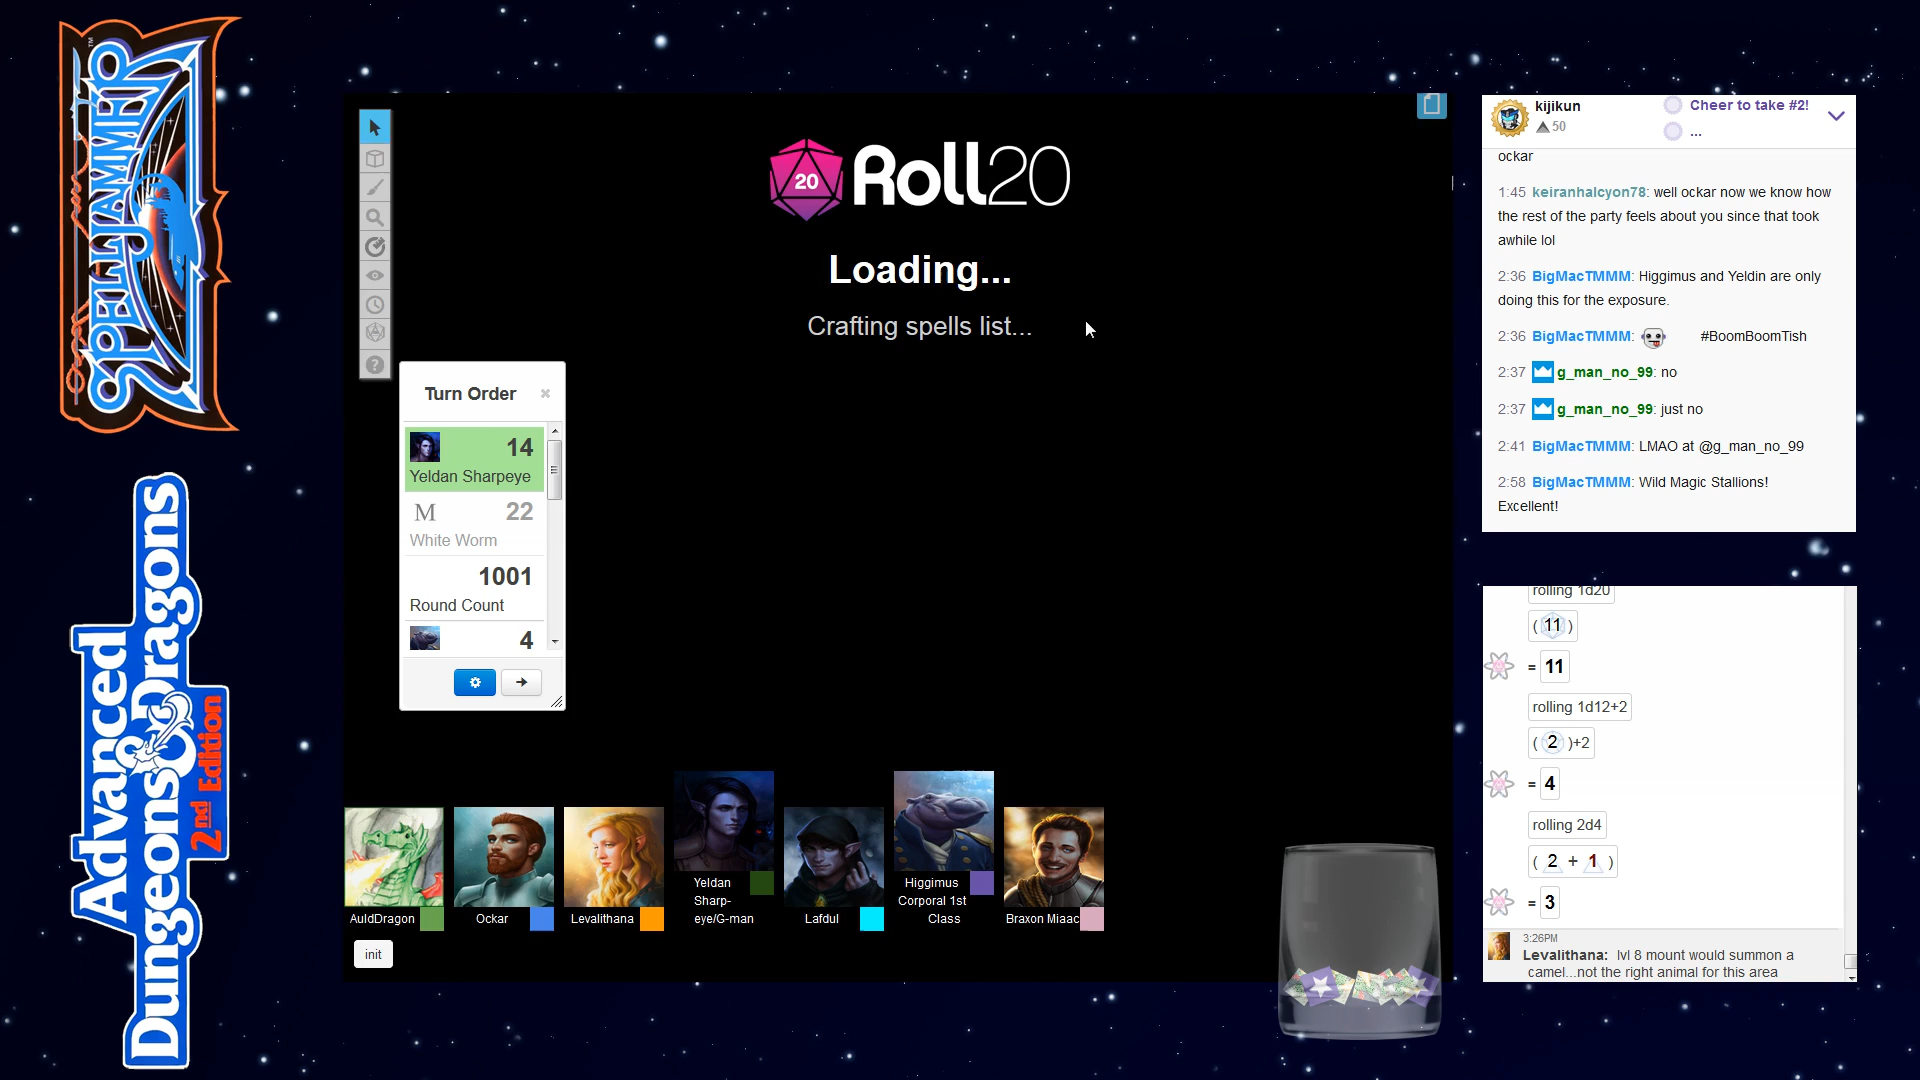 SPELLJAMMER
TM
Advanced
Dungeons & Dragons
2nd Edition
20
Roll20
Loading...
Crafting spells list...
Turn Order
×
14
Yeldan Sharpeye
M
22
White Worm
1001
Round Count
4
AuldDragon
Ockar
Levalithana
Yeldan
Sharp-
eye/G-man
Lafdul
Higgimus
Corporal 1st
Class
Braxon Miaac
init
kijikun
50
Cheer to take #2!
...
ockar
1:45 keiranhalcyon78: well ockar now we know how
the rest of the party feels about you since that took
awhile lol
2:36 BigMacTMMM: Higgimus and Yeldin are only
doing this for the exposure.
2:36 BigMacTMMM: #BoomBoomTish
2:37 g_man_no_99: no
2:37 g_man_no_99: just no
2:41 BigMacTMMM: LMAO at @g_man_no_99
2:58 BigMacTMMM: Wild Magic Stallions!
Excellent!
rolling 1d20
( 11 )
= 11
rolling 1d12+2
( 2 )+2
= 4
rolling 2d4
( 2 + 1 )
= 3
3:26PM
Levalithana: lvl 8 mount would summon a
camel...not the right animal for this area